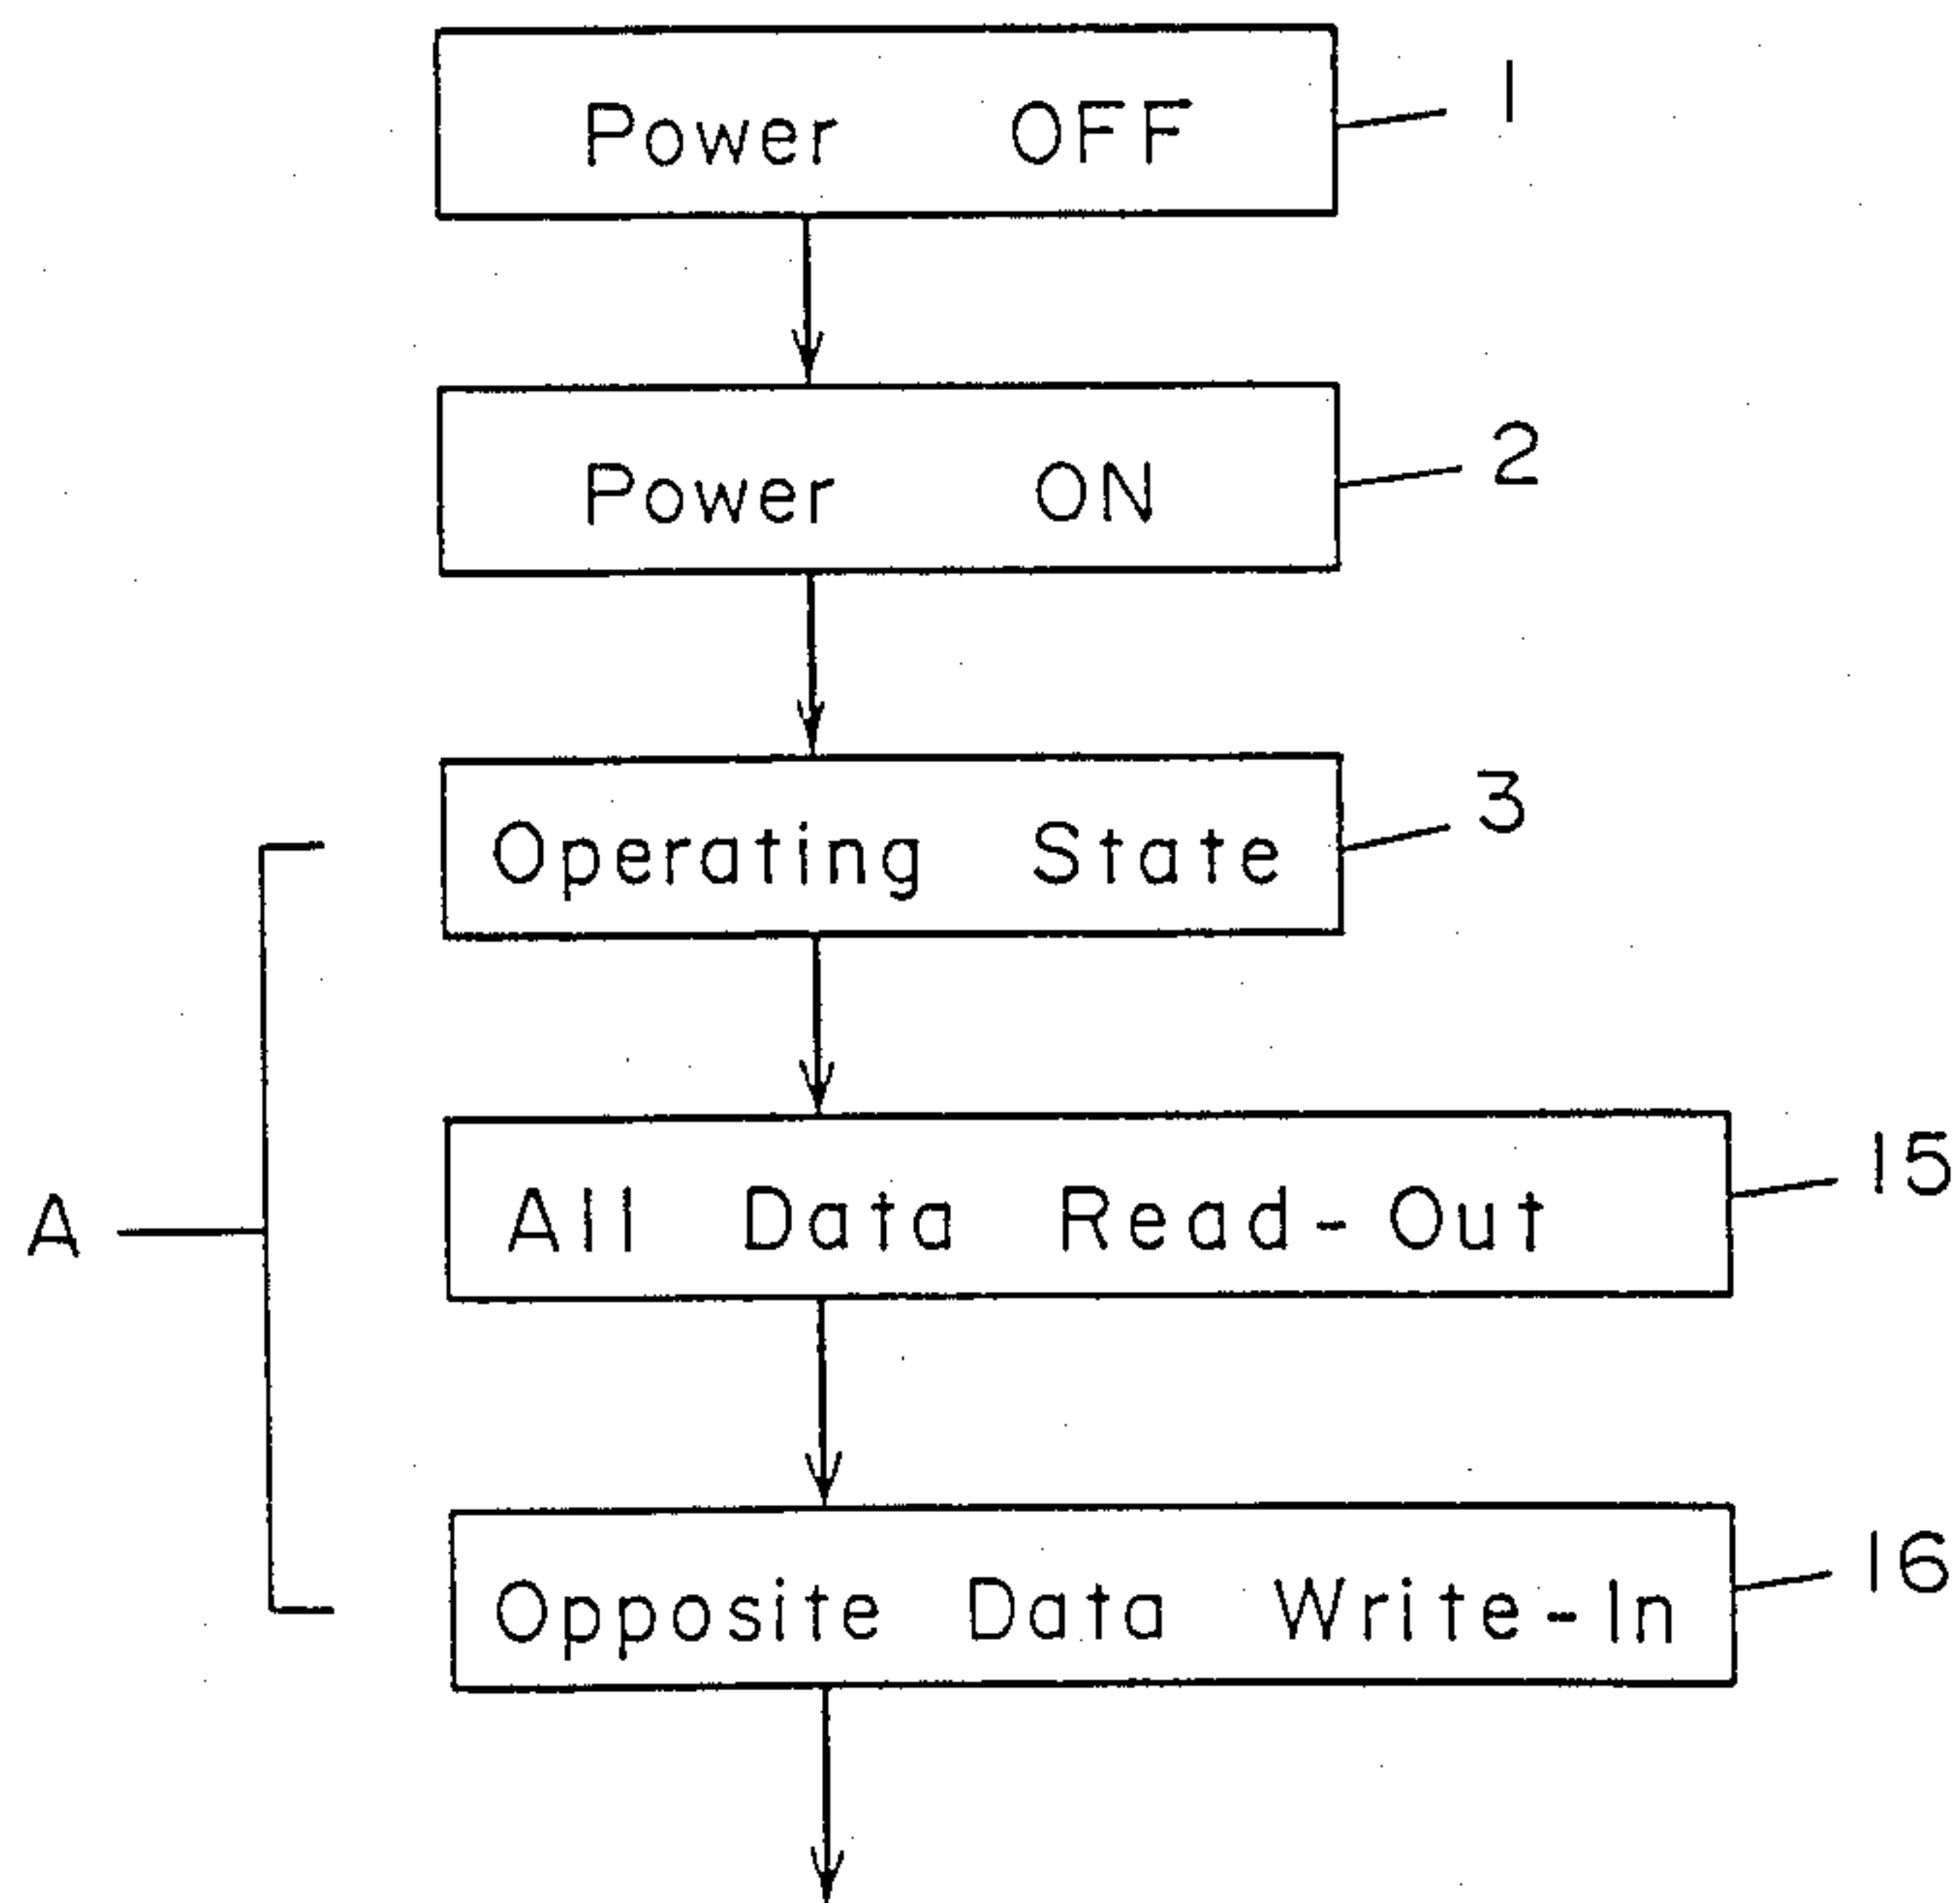 Power OFF
1
Power ON
2
Operating State
3
All Data Read-Out
15
A
Opposite Data Write-In
16